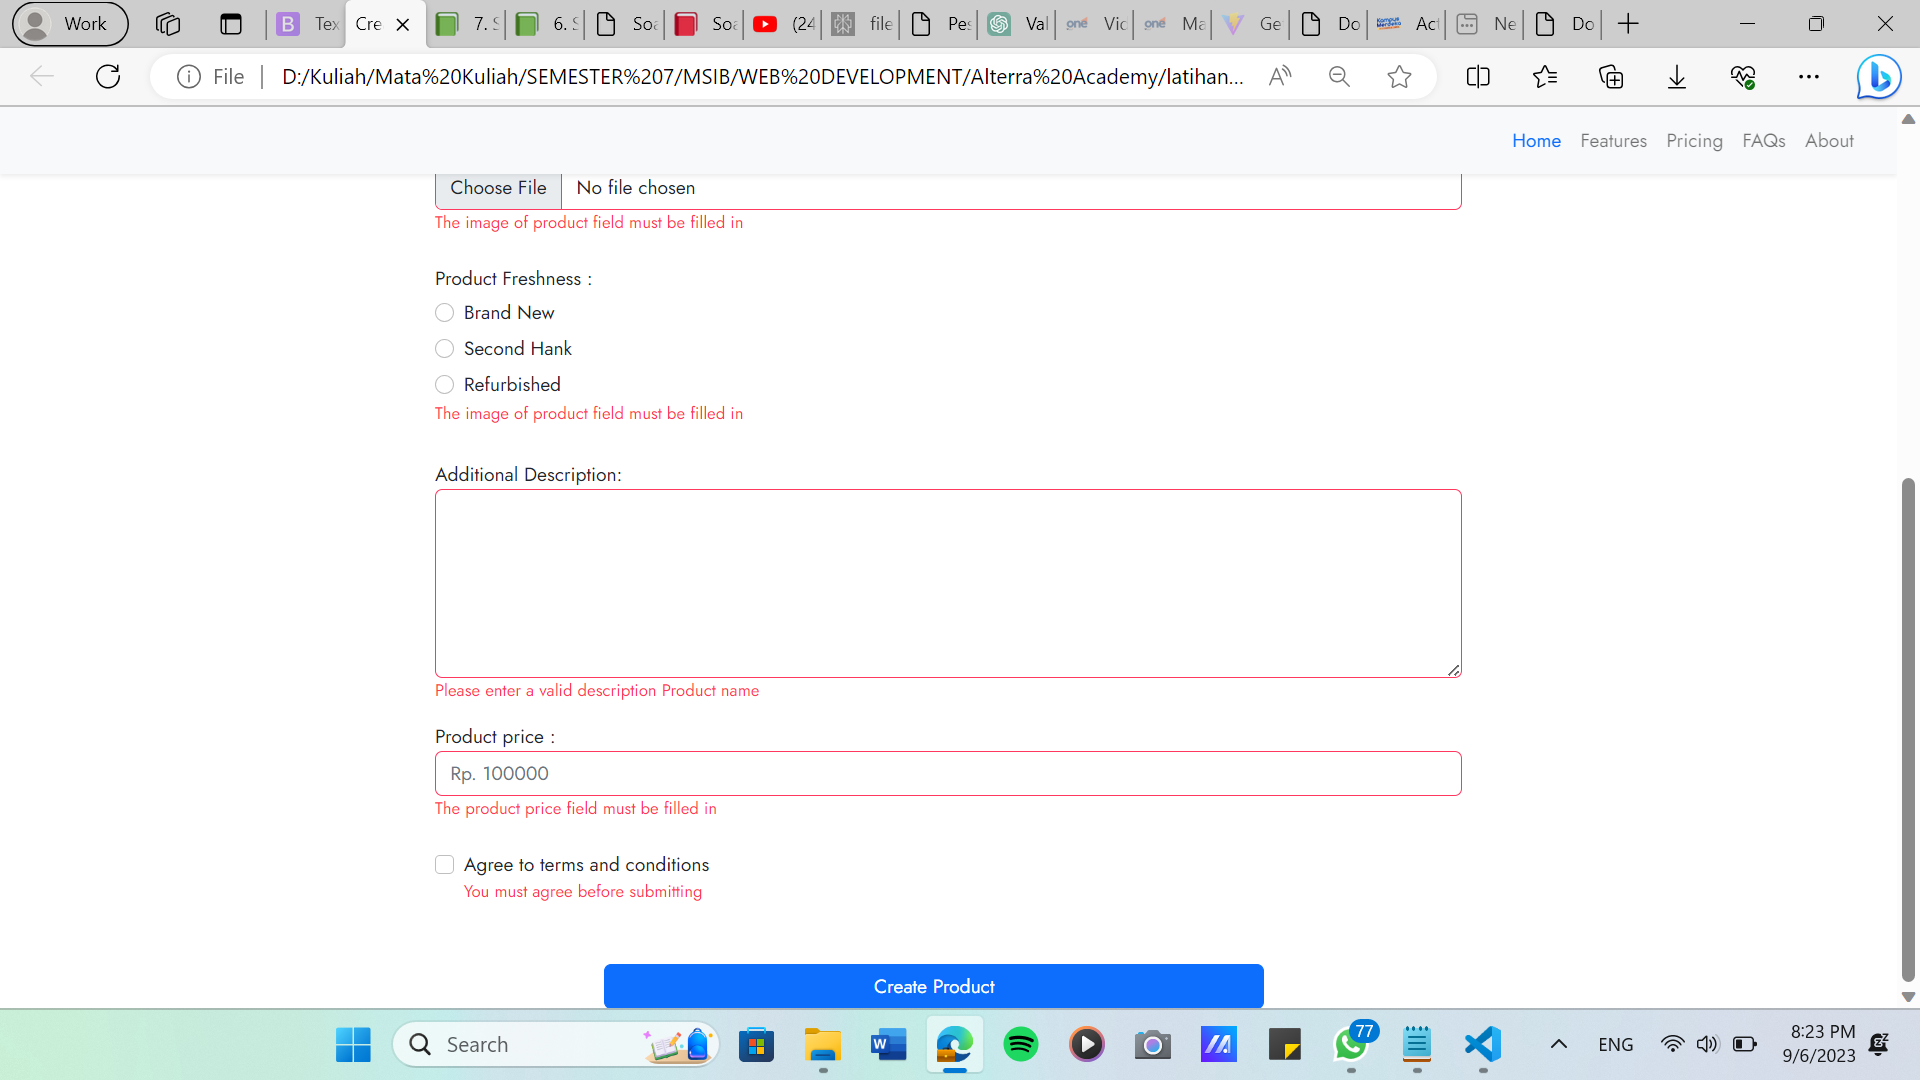 Work
Tex
Cre
7. S
6. S
Soa
Soa
(24
file
Pes
Val
Vic
Ma
Ge
Do
Act
Ne
Do
File
D:/Kuliah/Mata%20Kuliah/SEMESTER%207/MSIB/WEB%20DEVELOPMENT/Alterra%20Academy/latihan...
Home Features Pricing FAQs About
Choose File No file chosen
The image of product field must be filled in
Product Freshness :
Brand New
Second Hank
Refurbished
The image of product field must be filled in
Additional Description:
Please enter a valid description Product name
Product price :
Rp. 100000
The product price field must be filled in
Agree to terms and conditions
You must agree before submitting
Create Product
Search
77
ENG
8:23 PM
9/6/2023